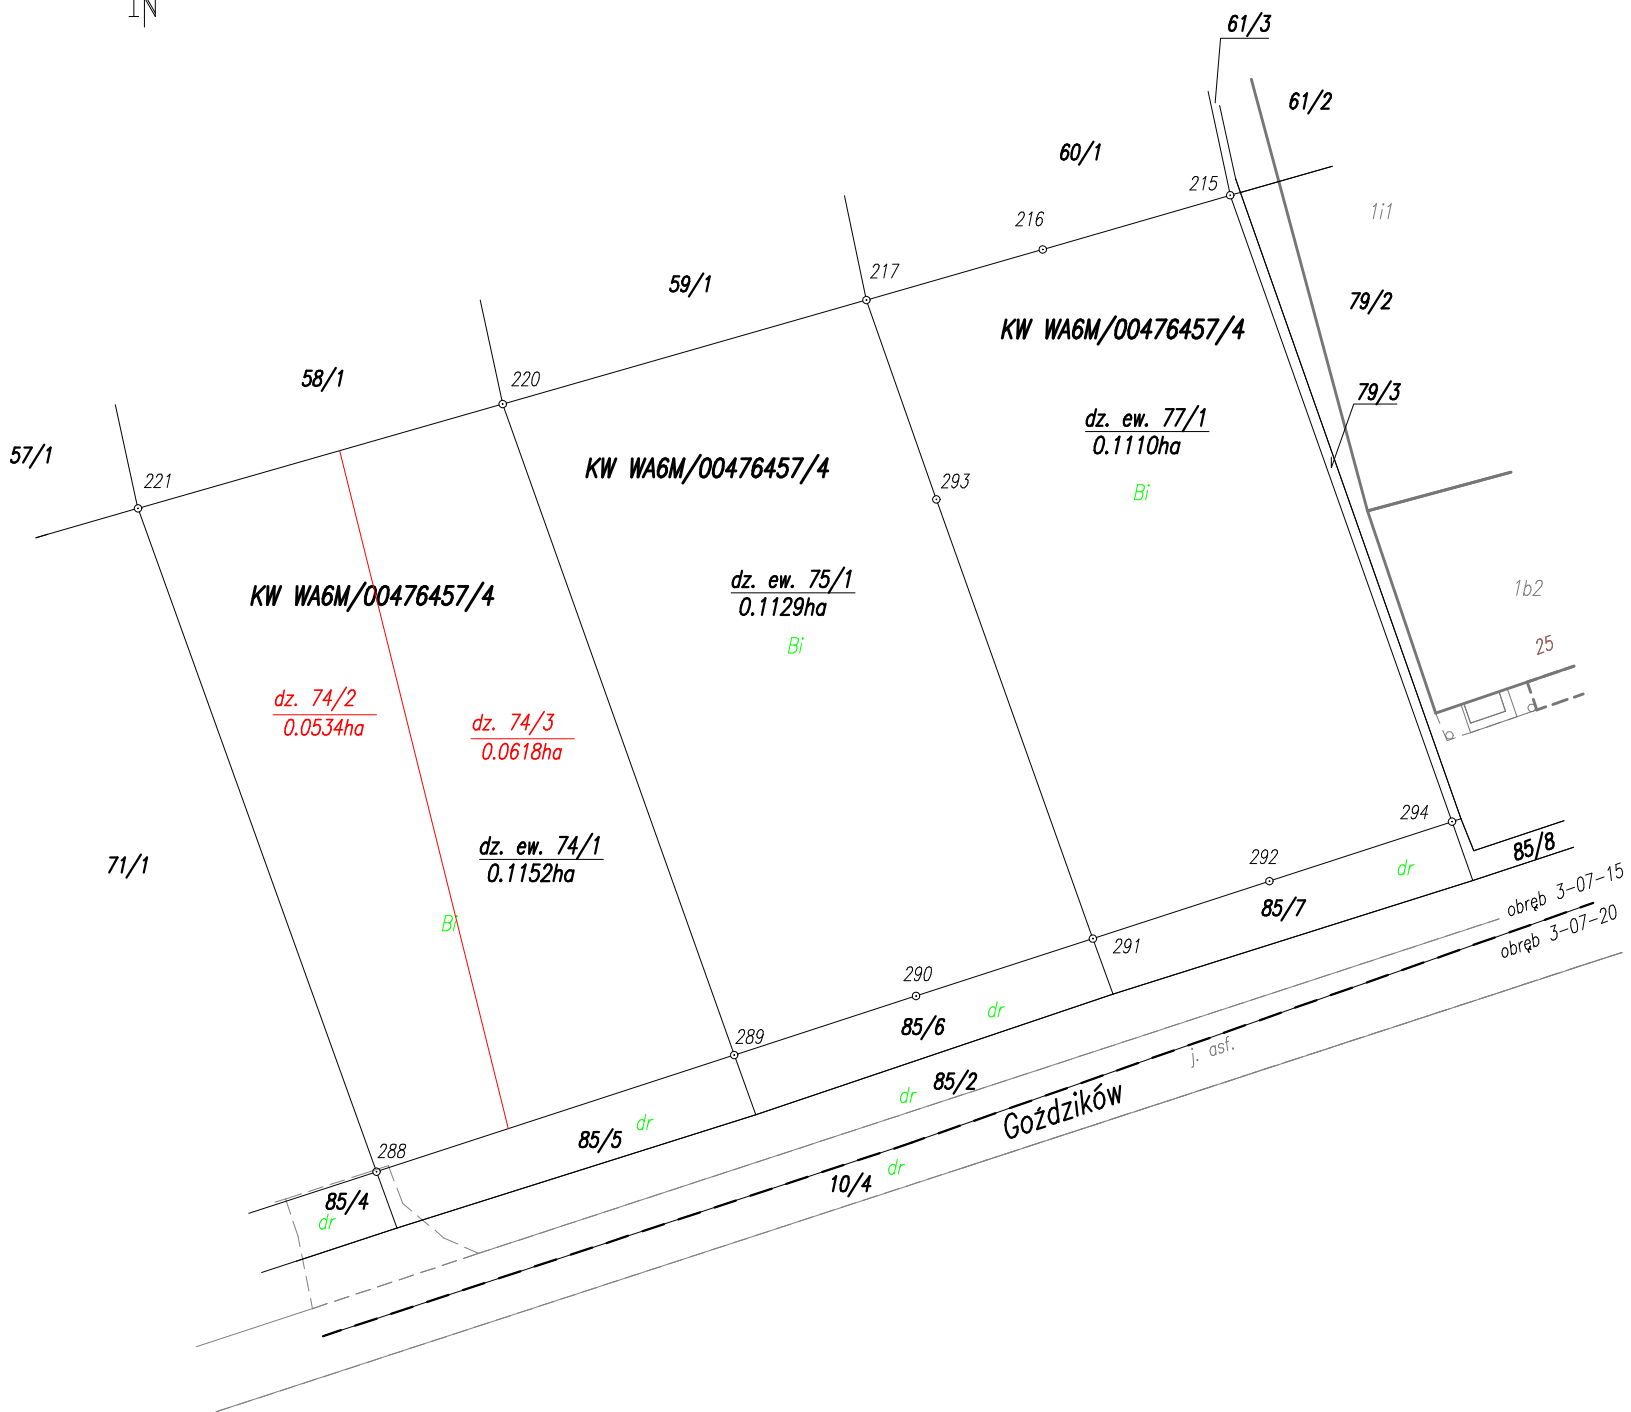 N
61/3
61/2
60/1
215
1i1
216
59/1
217
79/2
KW WA6M/00476457/4
58/1
220
79/3
dz. ew. 77/1
0.1110ha
57/1
KW WA6M/00476457/4
221
293
Bi
dz. ew. 75/1
0.1129ha
KW WA6M/00476457/4
1b2
Bi
25
dz. 74/2
0.0534ha
dz. 74/3
0.0618ha
b
b
294
dz. ew. 74/1
0.1152ha
71/1
292
dr
85/8
85/7
obręb 3-07-15
obręb 3-07-20
Bi
291
290
dr
85/6
289
j. asf.
85/2
dr
Goździków
dr
85/5
288
10/4
dr
85/4
dr